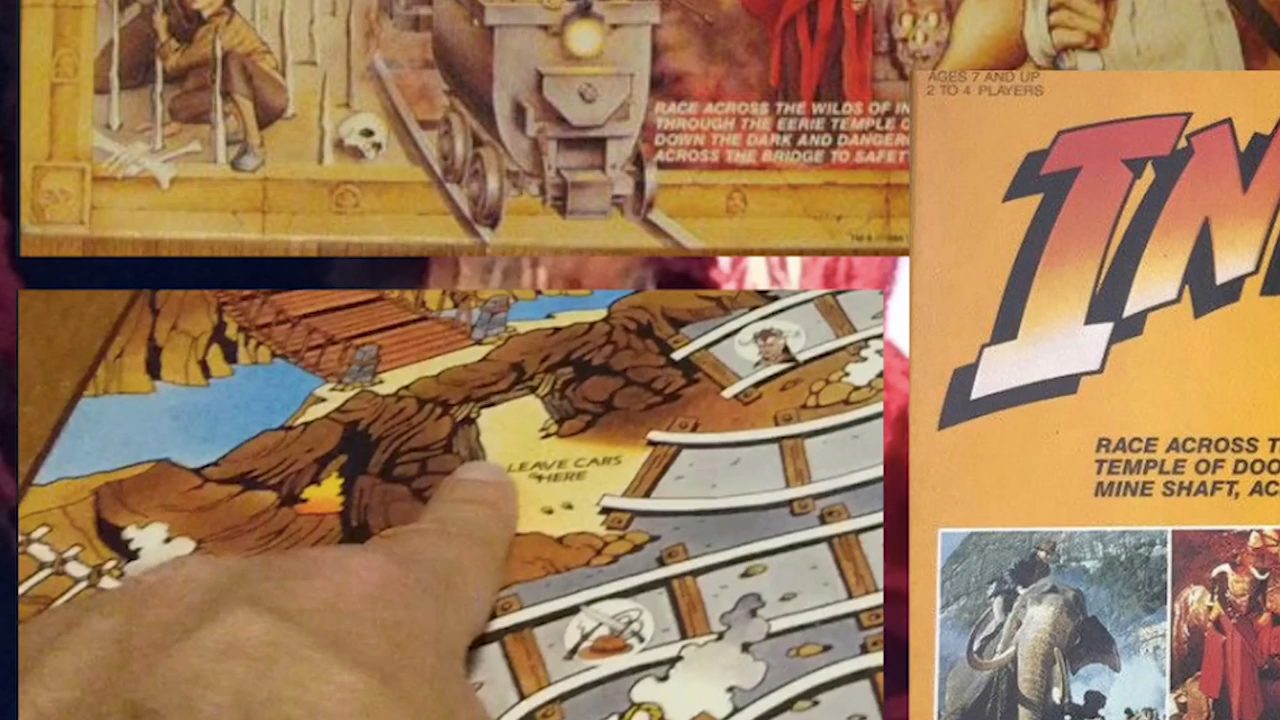 RACE ACROSS THE WILDS OF IN
THROUGH THE EERIE TEMPLE O
DOWN THE DARK AND DANGERO
ACROSS THE BRIDGE TO SAFET
AGES 7 AND UP
2 TO 4 PLAYERS
IN
RACE ACROSS T
TEMPLE OF DOO
MINE SHAFT, AC
LEAVE CARS
HERE